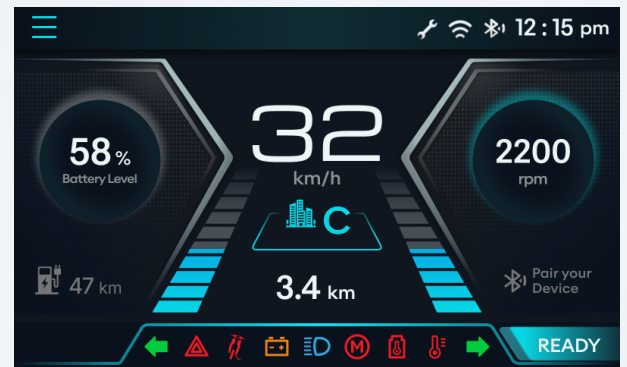 12:15 pm
58%
Battery Level
32
km/h
2200
rpm
C
47 km
3.4 km
Pair your
Device
M
READY